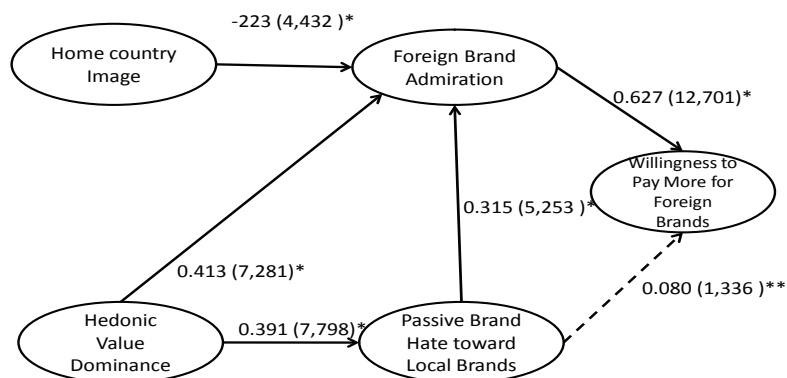 -223 (4,432 )*
Home country
Image
Foreign Brand
Admiration
0.627 (12,701)*
Willingness to
Pay More for
Foreign
Brands
0.315 (5,253 )*
0.413 (7,281)*
0.080 (1,336 )**
Hedonic
Value
Dominance
0.391 (7,798)*
Passive Brand
Hate toward
Local Brands